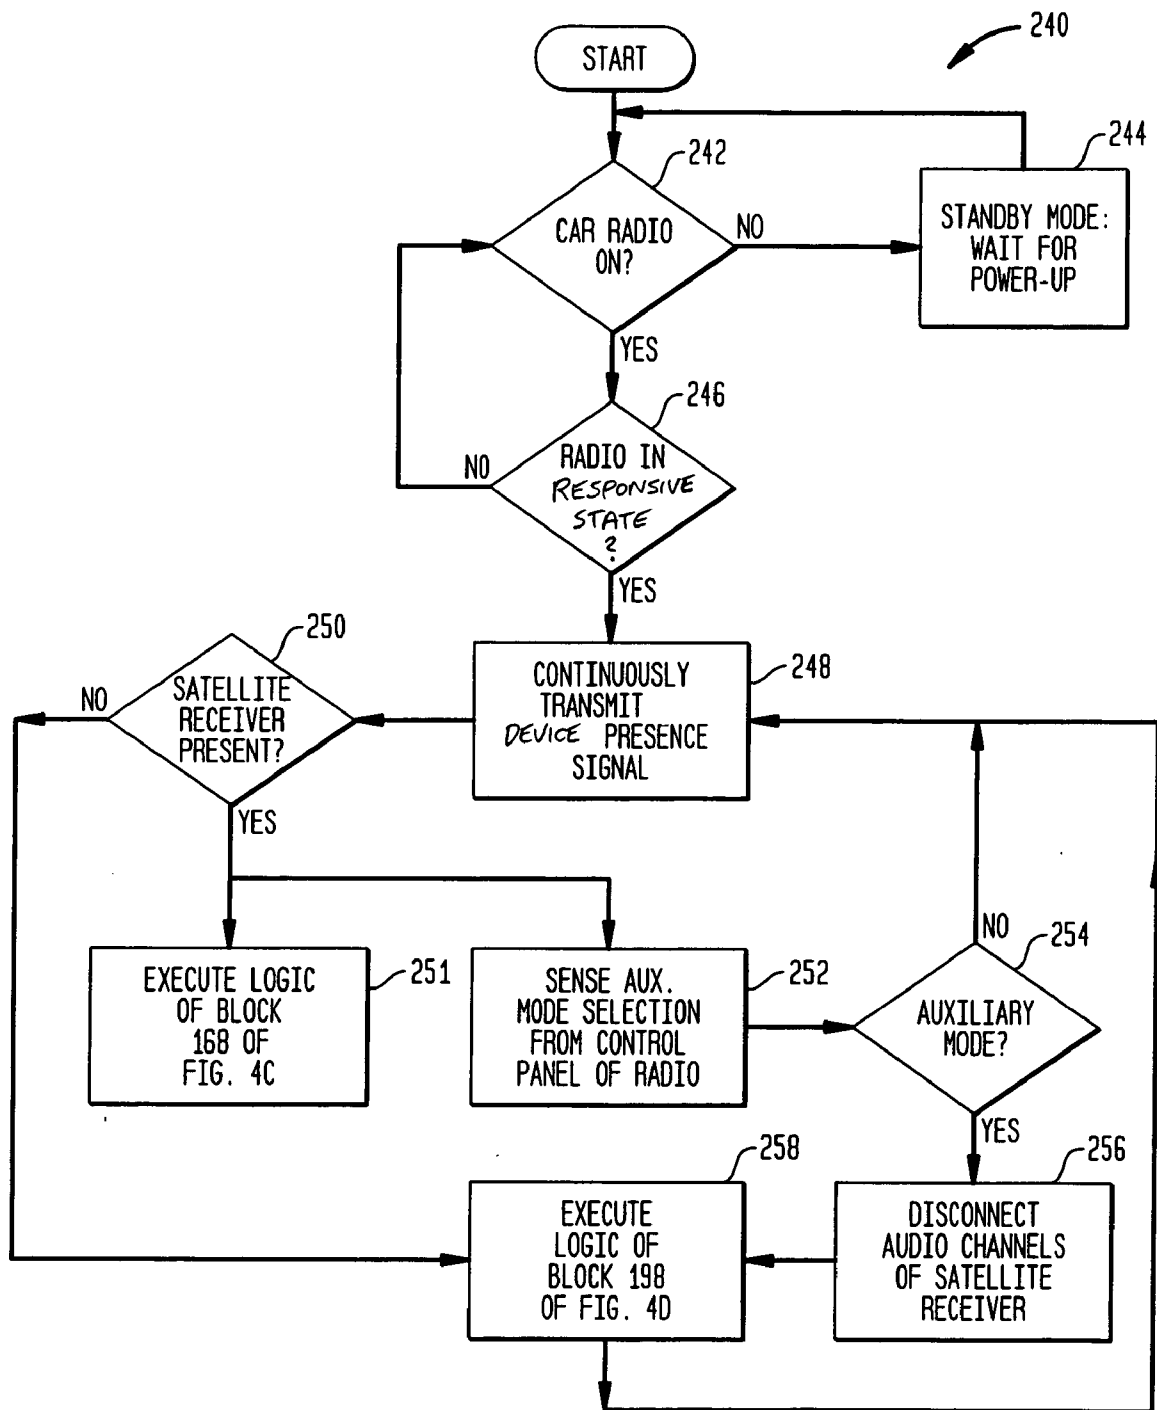 240
START
242
CAR RADIO
ON?
NO
244
STANDBY MODE:
WAIT FOR
POWER-UP
YES
246
NO
RADIO IN
RESPONSIVE
STATE
?
YES
250
NO
SATELLITE
RECEIVER
PRESENT?
248
CONTINUOUSLY
TRANSMIT
DEVICE PRESENCE
SIGNAL
YES
251
EXECUTE LOGIC
OF BLOCK
168 OF
FIG. 4C
252
SENSE AUX.
MODE SELECTION
FROM CONTROL
PANEL OF RADIO
NO
254
AUXILIARY
MODE?
YES
258
EXECUTE
LOGIC OF
BLOCK 198
OF FIG. 4D
256
DISCONNECT
AUDIO CHANNELS
OF SATELLITE
RECEIVER